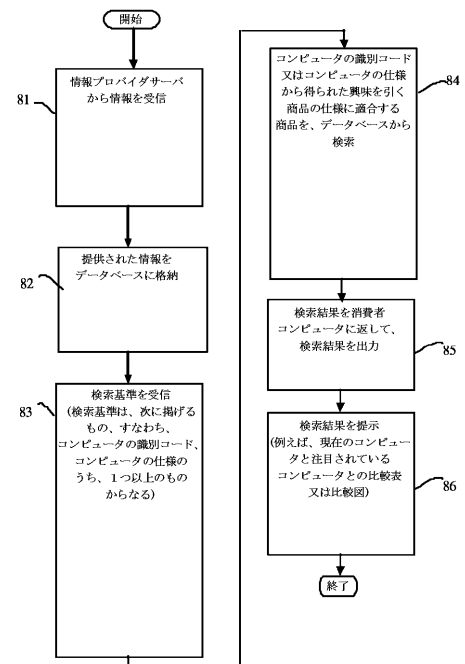 開始
情報プロバイダサーバ
から情報を受信
81
提供された情報を
データベースに格納
82
検索基準を受信
(検索基準は、次に掲げる
もの、すなわち、
コンピュータの識別コード、
コンピュータの仕様の
うち、１つ以上のもの
からなる)
83
コンピュータの識別コード
又はコンピュータの仕様
から得られた興味を引く
商品の仕様に適合する
商品を、データベースから
検索
84
検索結果を消費者
コンピュータに返して、
検索結果を出力
85
検索結果を提示
(例えば、現在のコンピュー
タと注目されている
コンピュータとの比較表
又は比較図)
86
終了